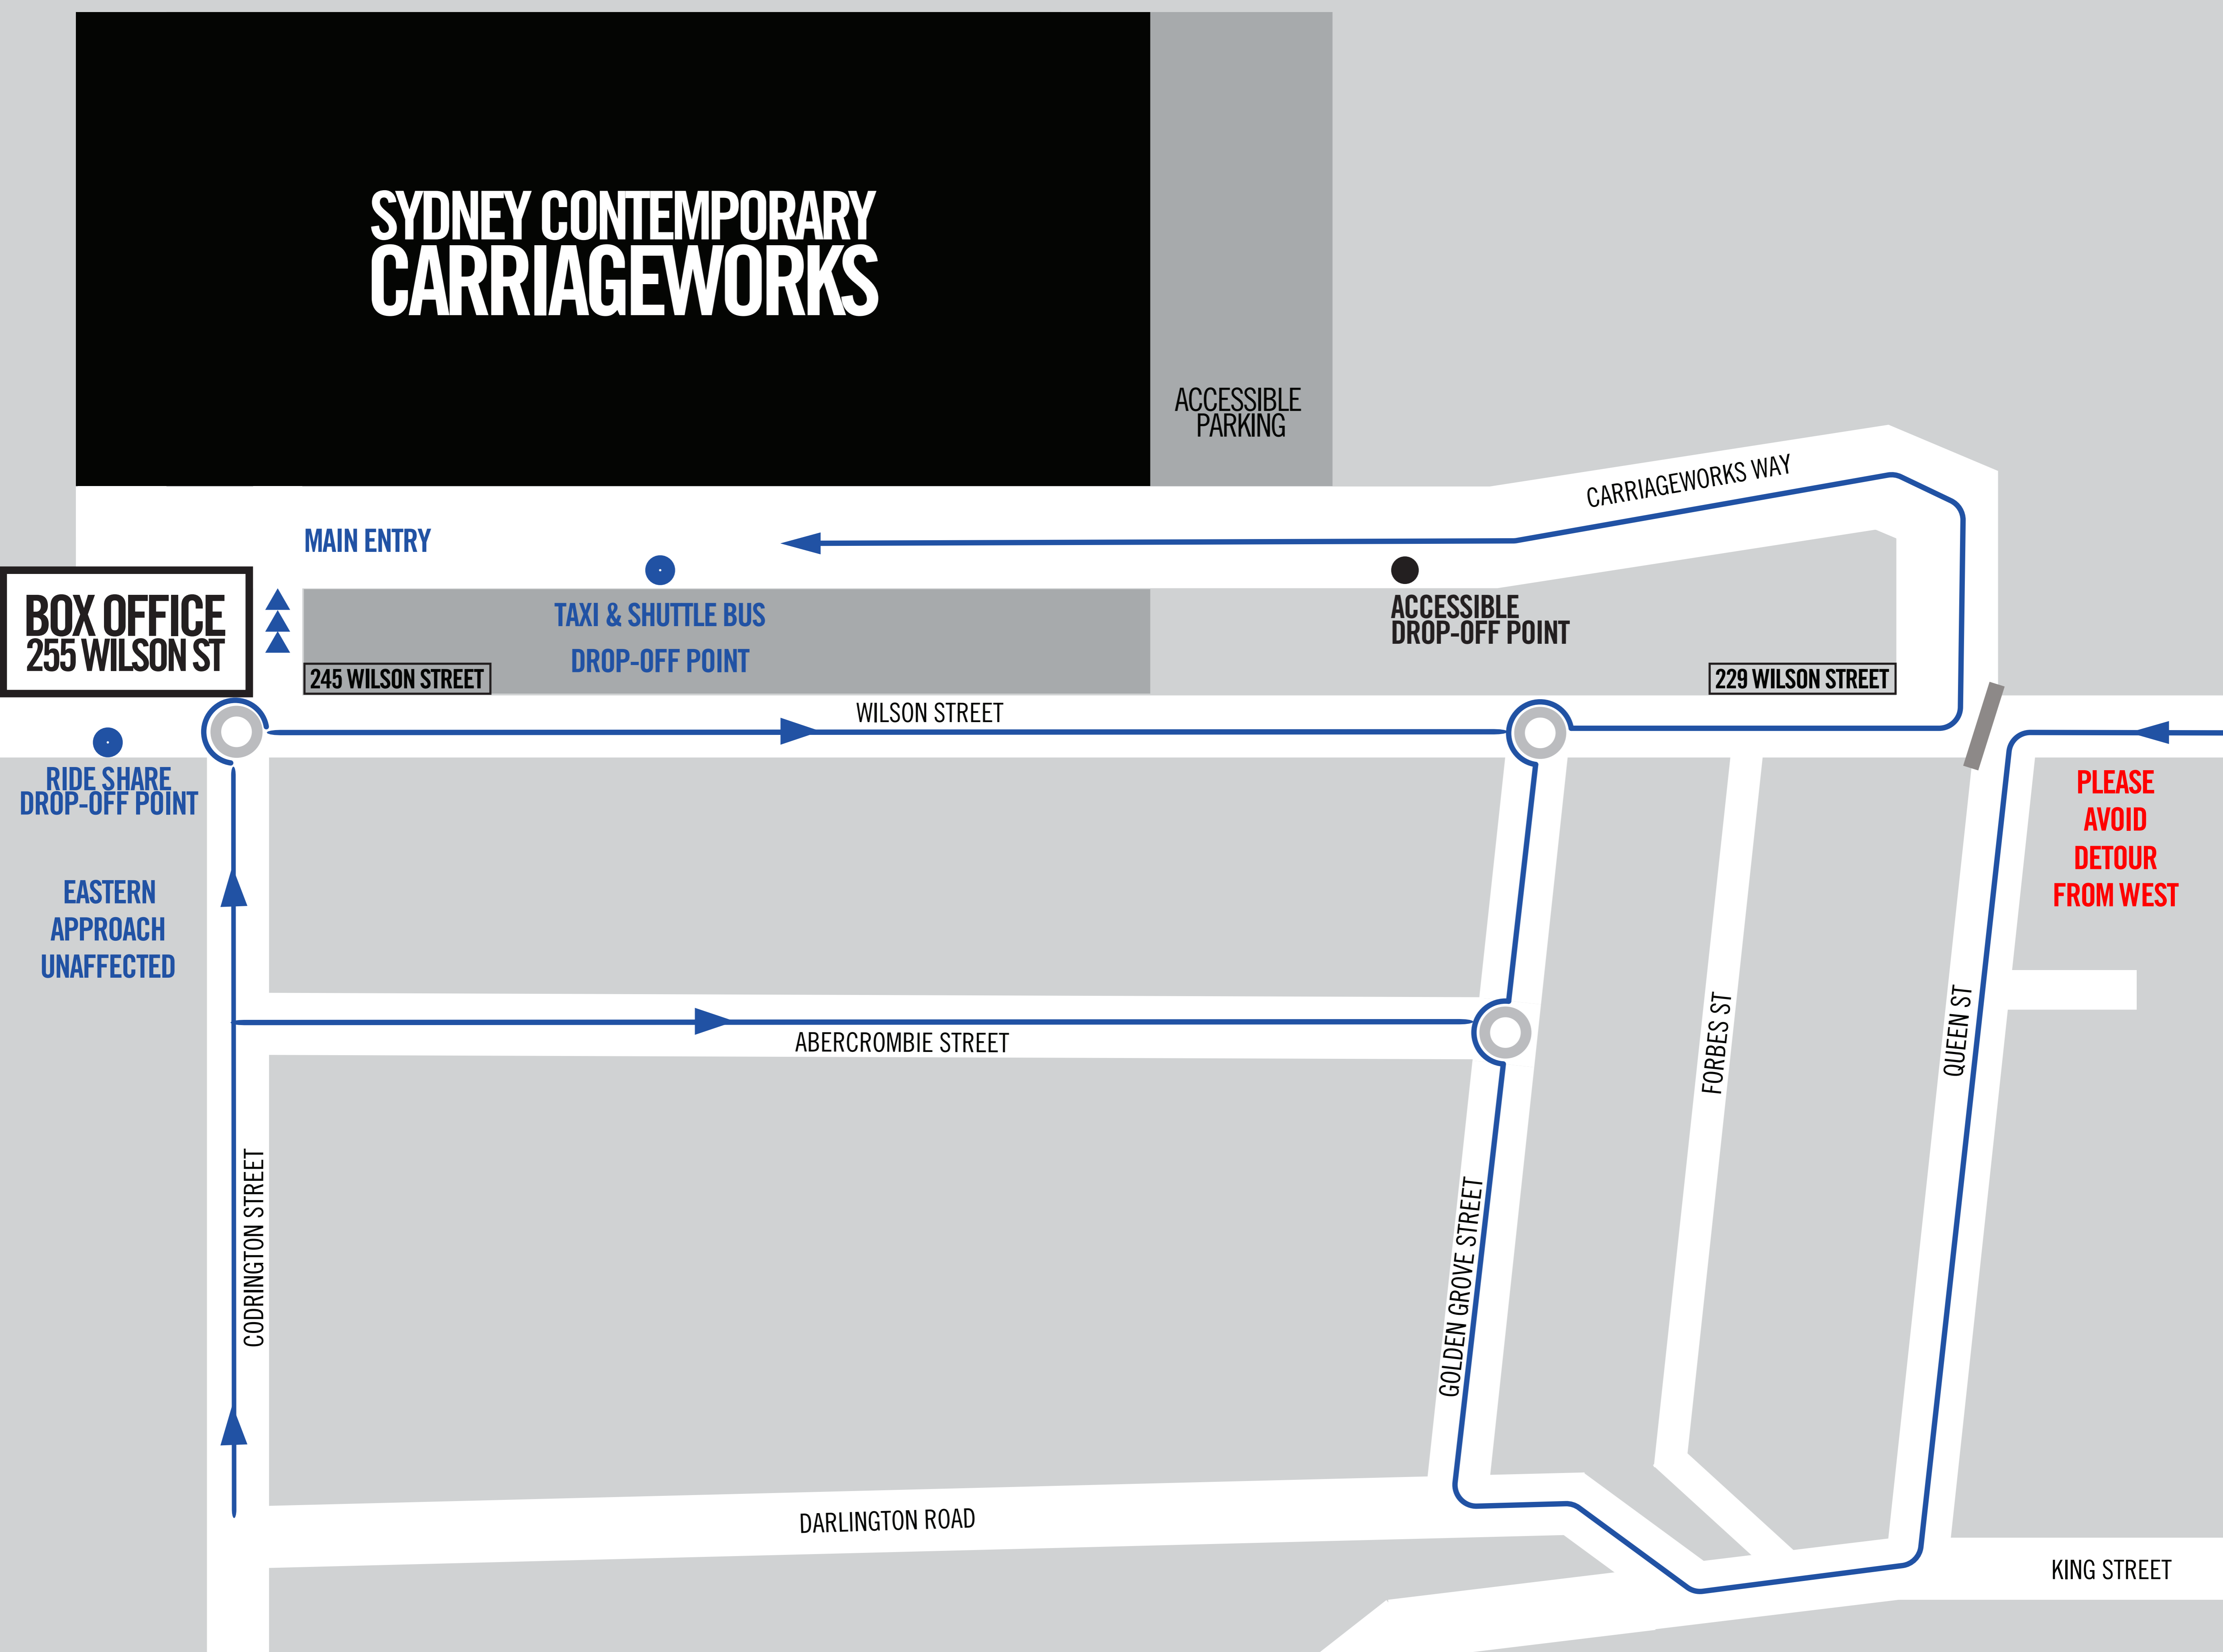 SYDNEY CONTEMPORARY
CARRIAGEWORKS
ACCESSIBLE
PARKING
CARRIAGEWORKS WAY
MAIN ENTRY
BOX OFFICE
255 WILSON ST
TAXI & SHUTTLE BUS
DROP-OFF POINT
245 WILSON STREET
ACCESSIBLE
DROP-OFF POINT
229 WILSON STREET
WILSON STREET
RIDE SHARE
DROP-OFF POINT
PLEASE
AVOID
DETOUR
FROM WEST
EASTERN
APPROACH
UNAFFECTED
ABERCROMBIE STREET
FORBES ST
QUEEN ST
CODRINGTON STREET
GOLDEN GROVE STREET
DARLINGTON ROAD
KING STREET